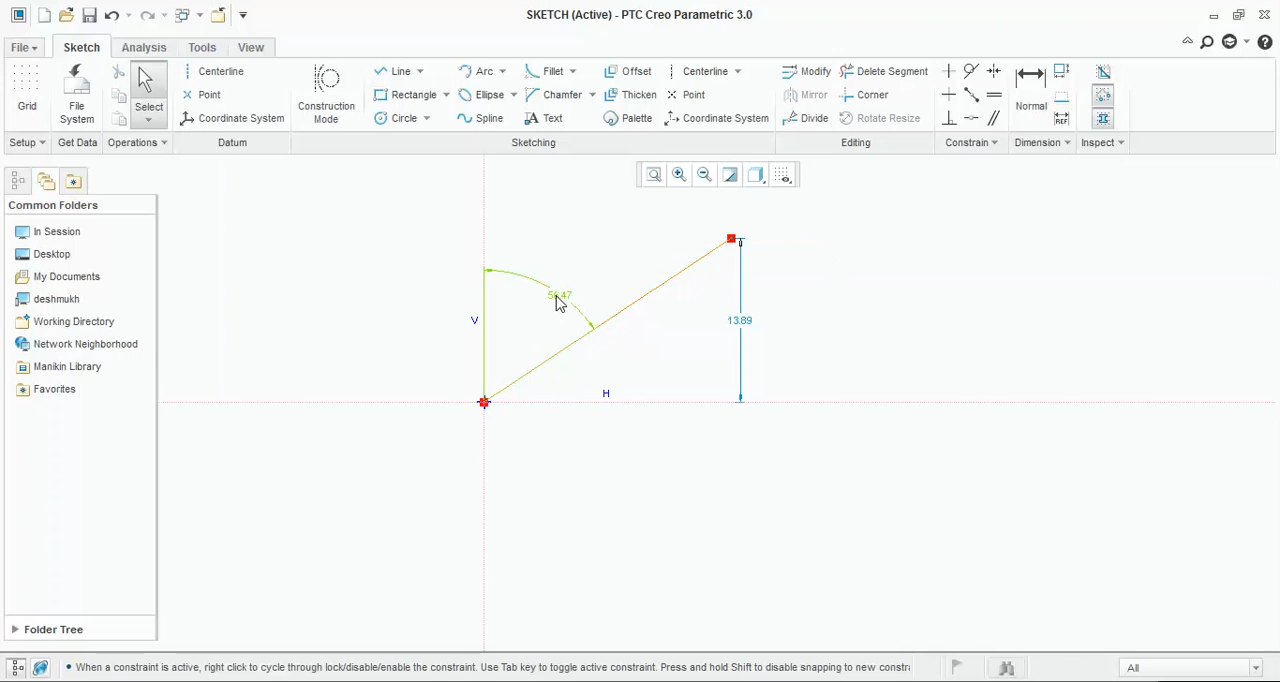 SKETCH (Active) - PTC Creo Parametric 3.0
File Sketch Analysis Tools View
Grid
File System
Select
Centerline
Point
Coordinate System
Construction Mode
Line Arc Fillet Offset Centerline
Rectangle Ellipse Chamfer Thicken Point
Circle Spline Text Palette Coordinate System
Modify Delete Segment
Mirror Corner
Divide Rotate Resize
Normal
REF
Setup Get Data Operations Datum Sketching Editing Constrain Dimension Inspect
Common Folders
In Session
Desktop
My Documents
deshmukh
Working Directory
Network Neighborhood
Manikin Library
Favorites
Folder Tree
V
13.89
H
When a constraint is active, right click to cycle through lock/disable/enable the constraint. Use Tab key to toggle active constraint. Press and hold Shift to disable snapping to new constra
All